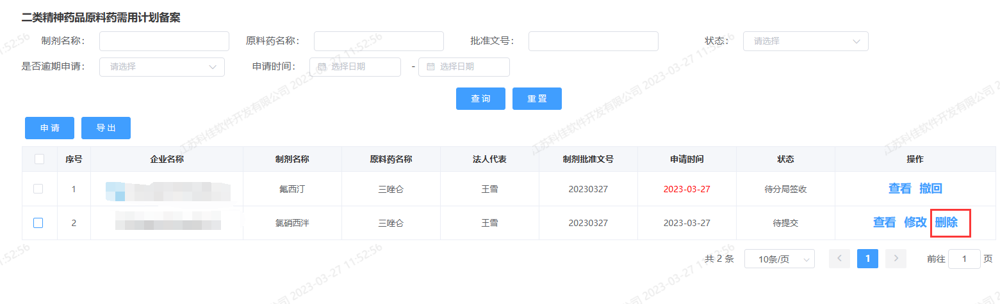 二类精神药品原料药需用计划备案
制剂名称： 原料药名称： 批准文号： 状态： 请选择
是否逾期申请： 请选择 申请时间： 选择日期 - 选择日期
查询 重置
申请 导出
序号 企业名称 制剂名称 原料药名称 法人代表 制剂批准文号 申请时间 状态 操作
1 氟西汀 三唑仑 王雪 20230327 2023-03-27 待分局签收 查看 撤回
2 氯硝西泮 三唑仑 王雪 20230327 2023-03-27 待提交 查看 修改 删除
共 2 条 10条/页 1 前往 1 页
江苏科佳软件开发有限公司 2023-03-27 11:52:56